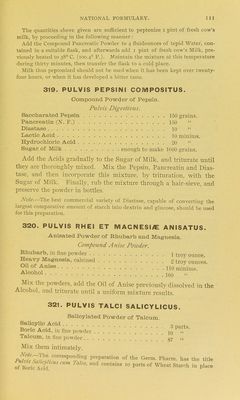 NATIONAL FORMULARY. 111
The quantities above given are sufficient to peptonize 1 pint of fresh cow's
milk, by proceeding in the following manner:
Add the Compound Pancreatic Powder to 4 fluidounces of tepid Water, con-
tained in a suitable flask, and afterwards add 1 pint of fresh cow's Milk, pre-
viously heated to 38° C. (100.4° F.). Maintain the mixture at this temperature
during thirty minutes, then transfer the flask to a cold place.
Milk thus peptonized should not be used when it has been kept over twenty-
four hours, or when it has developed a bitter taste.
319. PULVIS PEPSINI COMPOSITUS.
Compound Powder of Pepsin.
Pulvis Digestivus.
Saccharated Pepsin . . . 150 grains.
Pancreatin (N. F.) . . . 150 "
Diastase . . . 10 "
Lactic Acid . . . 10 minims.
Hydrochloric Acid . . . 20 "
Sugar of Milk . . . enough to make 1000 grains.
Add the Acids gradually to the Sugar of Milk, and triturate until
they are thoroughly mixed. Mix the Pepsin, Pancreatin and Dias-
tase, and then incorporate this mixture, by trituration, with the
Sugar of Milk. Finally, rub the mixture through a hair-sieve, and
preserve the powder in bottles.
Note.—The best commercial variety of Diastase, capable of converting the
largest comparative amount of starch into dextrin and glucose, should be used
for this preparation.
320. PULVIS RHEI ET MAGNESIÆ ANISATUS.
Anisated Powder of Rhubarb and Magnesia.
Compound Anise Powder.
Rhubarb, in fine powder . . . 1 troy ounce.
Heavy Magnesia, calcined . . . 2 troy ounces.
Oil of Anise . . . 110 minims.
Alcohol . . . 160 "
Mix the powders, add the Oil of Anise previously dissolved in the
Alcohol, and triturate until a uniform mixture results.
321. PULVIS TALCI SALICYLICUS.
Salicylated Powder of Talcum.
Salicylic Acid . . . 3 parts.
Boric Acid, in fine powder . . . 10 "
Talcum, in fine powder . . . 87 "
Mix them intimately.
Note.—The corresponding preparation of the Germ. Pharm. has the title
Pulvis Salicylicus cum Talco, and contains 10 parts of Wheat Starch in place
of Boric Acid.